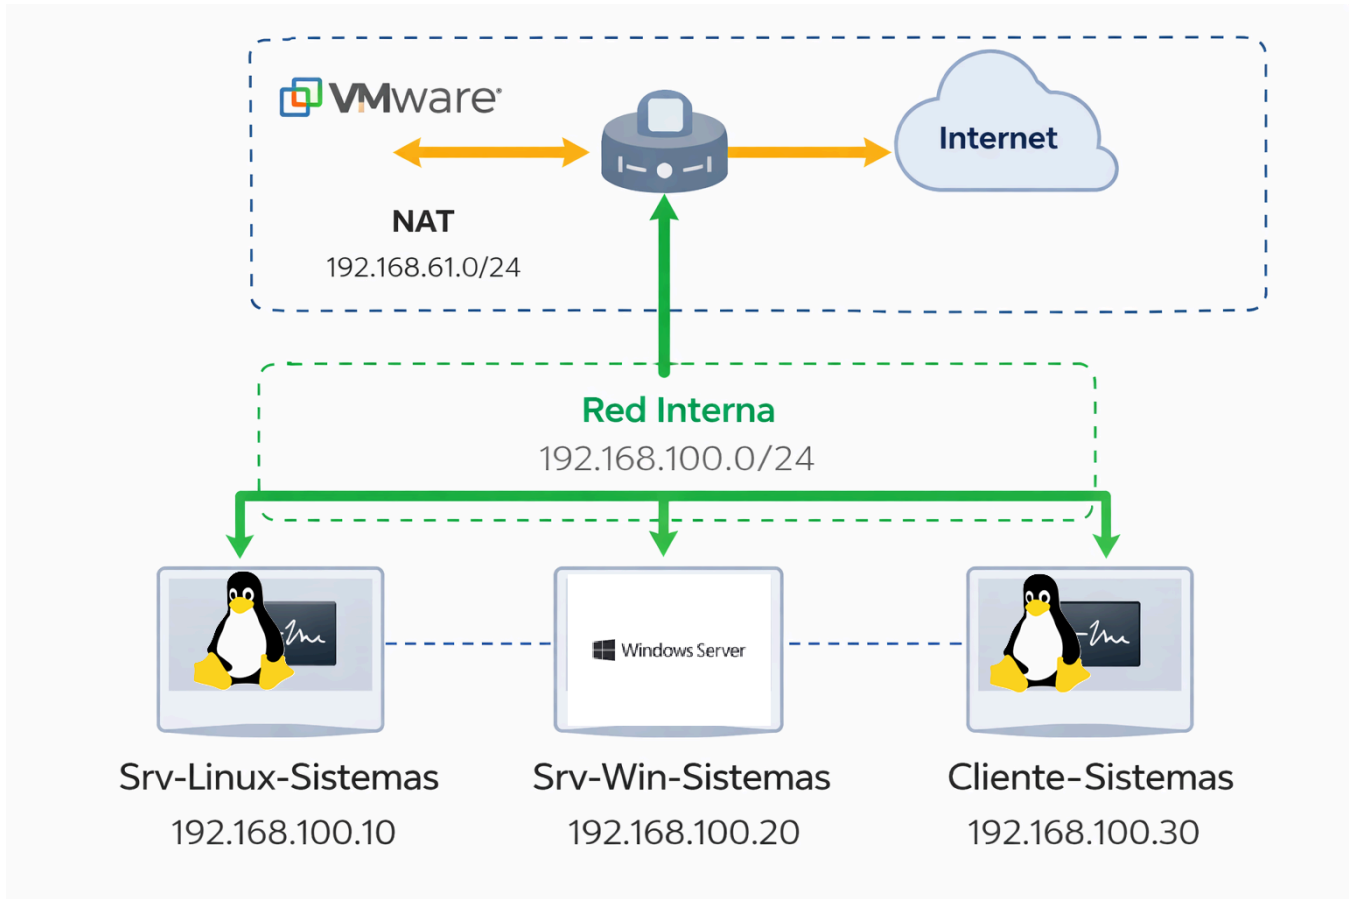 VMware®
Internet
NAT
192.168.61.0/24
Red Interna
192.168.100.0/24
Windows Server
Srv-Linux-Sistemas
Srv-Win-Sistemas
Cliente-Sistemas
192.168.100.10
192.168.100.20
192.168.100.30